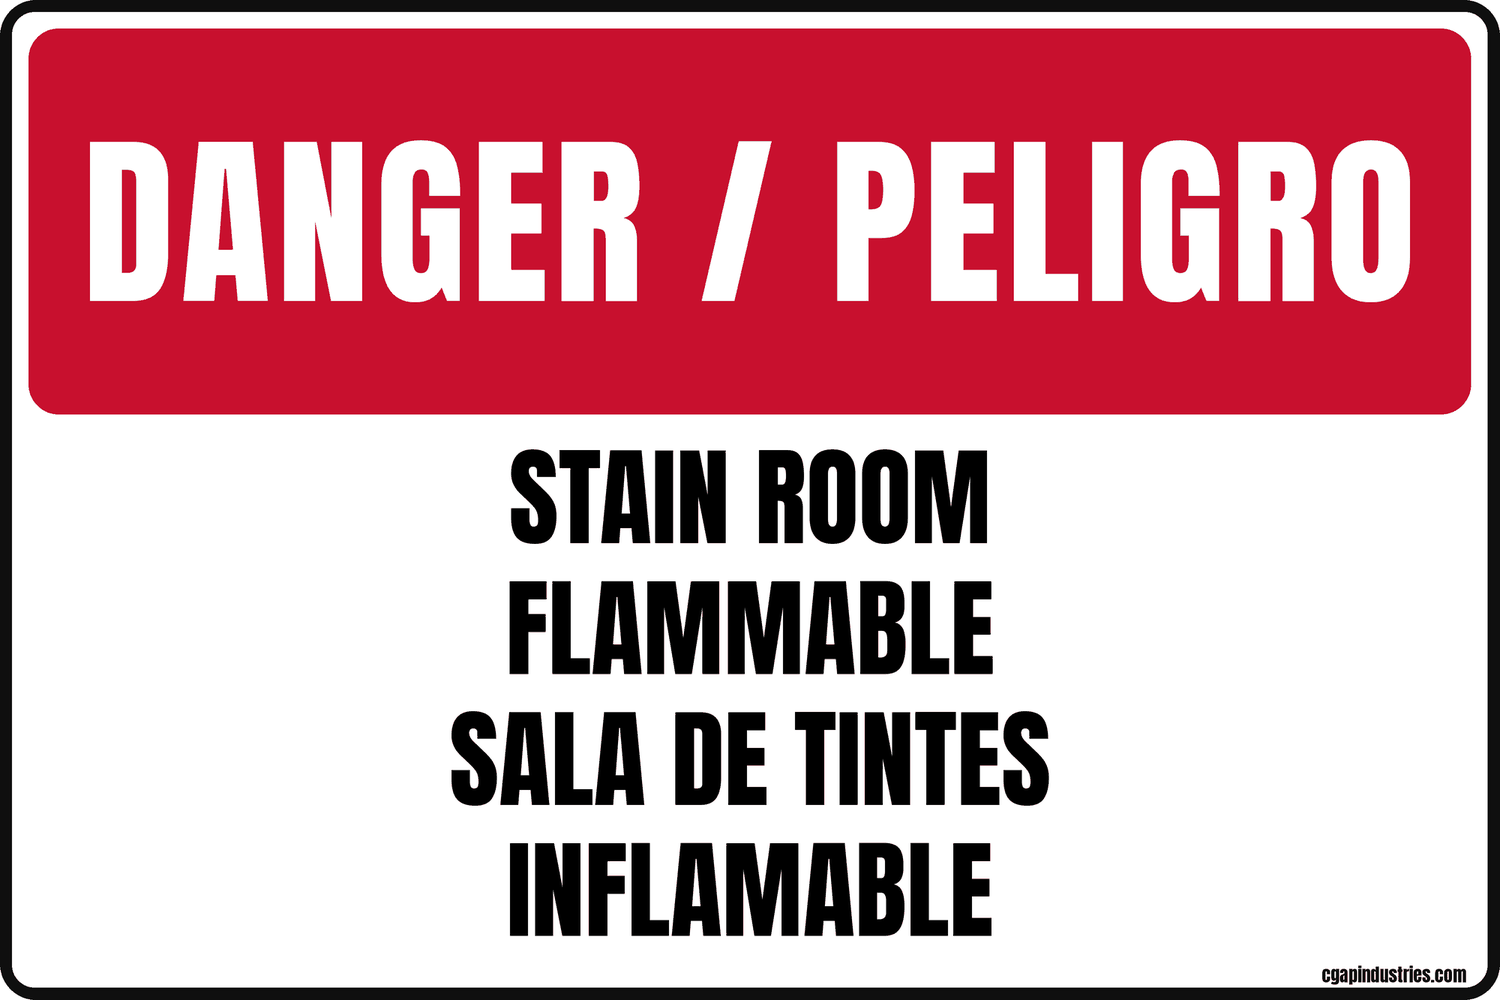 DANGER / PELIGRO
STAIN ROOM
FLAMMABLE
SALA DE TINTES
INFLAMABLE
cgapindustries.com